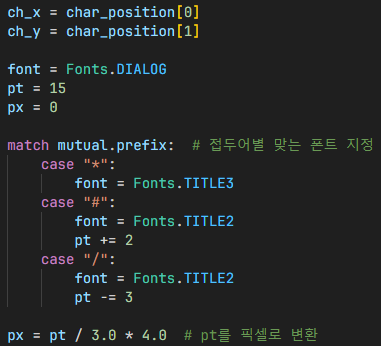 ch_x = char_position[0]
ch_y = char_position[1]
font = Fonts.DIALOG
pt = 15
px = 0
match mutual.prefix:  # 접두어별 맞는 폰트 지정
    case "*":
        font = Fonts.TITLE3
    case "#":
        font = Fonts.TITLE2
        pt += 2
    case "/":
        font = Fonts.TITLE2
        pt -= 3
px = pt / 3.0 * 4.0  # pt를 픽셀로 변환